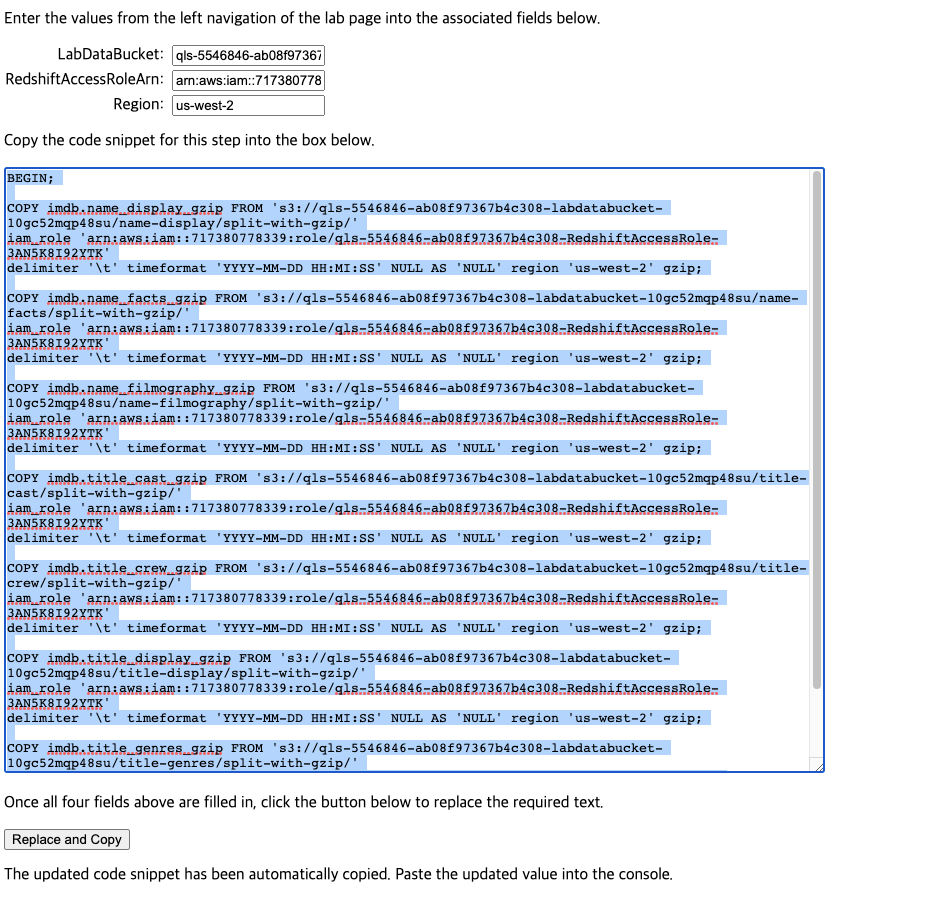 Enter the values from the left navigation of the lab page into the associated fields below.
LabDataBucket: qls-5546846-ab08f97367
RedshiftAccessRoleArn: arn:aws:iam::717380778
Region: us-west-2
Copy the code snippet for this step into the box below.
BEGIN;
COPY imdb.name_display_gzip FROM 's3://qls-5546846-ab08f97367b4c308-labdatabucket-
10gc52mqp48su/name-display/split-with-gzip/'
iam_role 'arn:aws:iam::717380778339:role/qls-5546846-ab08f97367b4c308-RedshiftAccessRole-
3AN5K8I92YTK'
delimiter '\t' timeformat 'YYYY-MM-DD HH:MI:SS' NULL AS 'NULL' region 'us-west-2' gzip;
COPY imdb.name_facts_gzip FROM 's3://qls-5546846-ab08f97367b4c308-labdatabucket-10gc52mqp48su/name-
facts/split-with-gzip/'
iam_role 'arn:aws:iam::717380778339:role/qls-5546846-ab08f97367b4c308-RedshiftAccessRole-
3AN5K8I92YTK'
delimiter '\t' timeformat 'YYYY-MM-DD HH:MI:SS' NULL AS 'NULL' region 'us-west-2' gzip;
COPY imdb.name_filmography_gzip FROM 's3://qls-5546846-ab08f97367b4c308-labdatabucket-
10gc52mqp48su/name-filmography/split-with-gzip/'
iam_role 'arn:aws:iam::717380778339:role/qls-5546846-ab08f97367b4c308-RedshiftAccessRole-
3AN5K8I92YTK'
delimiter '\t' timeformat 'YYYY-MM-DD HH:MI:SS' NULL AS 'NULL' region 'us-west-2' gzip;
COPY imdb.title_cast_gzip FROM 's3://qls-5546846-ab08f97367b4c308-labdatabucket-10gc52mqp48su/title-
cast/split-with-gzip/'
iam_role 'arn:aws:iam::717380778339:role/qls-5546846-ab08f97367b4c308-RedshiftAccessRole-
3AN5K8I92YTK'
delimiter '\t' timeformat 'YYYY-MM-DD HH:MI:SS' NULL AS 'NULL' region 'us-west-2' gzip;
COPY imdb.title_crew_gzip FROM 's3://qls-5546846-ab08f97367b4c308-labdatabucket-10gc52mqp48su/title-
crew/split-with-gzip/'
iam_role 'arn:aws:iam::717380778339:role/qls-5546846-ab08f97367b4c308-RedshiftAccessRole-
3AN5K8I92YTK'
delimiter '\t' timeformat 'YYYY-MM-DD HH:MI:SS' NULL AS 'NULL' region 'us-west-2' gzip;
COPY imdb.title_display_gzip FROM 's3://qls-5546846-ab08f97367b4c308-labdatabucket-
10gc52mqp48su/title-display/split-with-gzip/'
iam_role 'arn:aws:iam::717380778339:role/qls-5546846-ab08f97367b4c308-RedshiftAccessRole-
3AN5K8I92YTK'
delimiter '\t' timeformat 'YYYY-MM-DD HH:MI:SS' NULL AS 'NULL' region 'us-west-2' gzip;
COPY imdb.title_genres_gzip FROM 's3://qls-5546846-ab08f97367b4c308-labdatabucket-
10gc52mqp48su/title-genres/split-with-gzip/'
Once all four fields above are filled in, click the button below to replace the required text.
Replace and Copy
The updated code snippet has been automatically copied. Paste the updated value into the console.